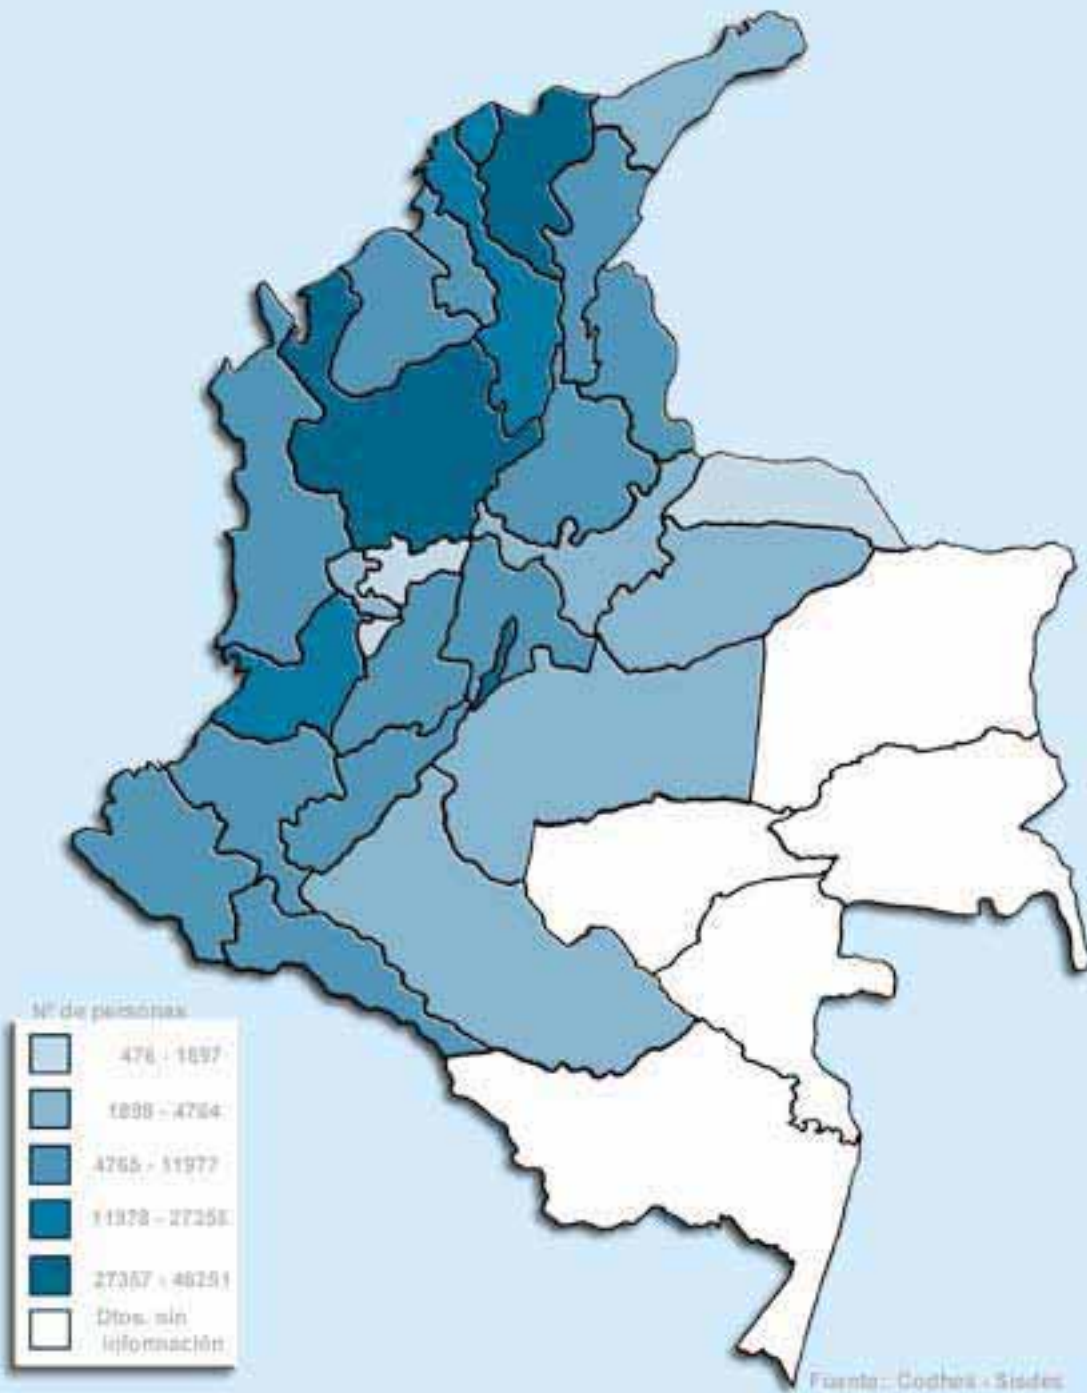 Nº de personas
476 - 1897
1898 - 4764
4765 - 11977
11978 - 27356
27357 - 46251
Dtos. sin
información
Fuente: Codhes - Sisdes